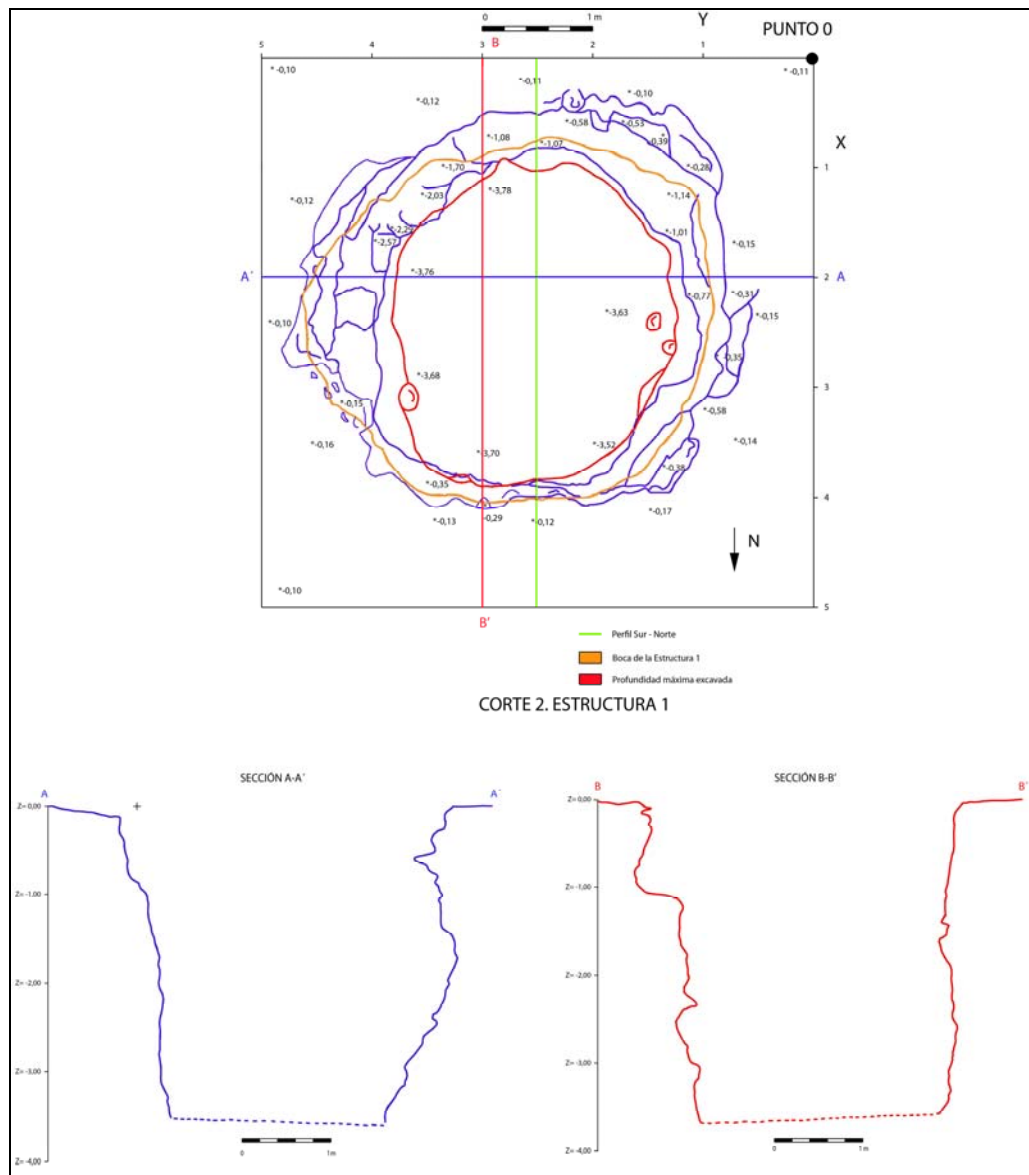 0 1 m Y PUNTO 0
5 4 3 2 1
B
*-0,10 *-0,11 *-0,11
*-0,12 *-0,10
*-0,58 *-0,53
*-0,39
X
*-1,08 *-1,07
*-1,70 *-0,28 1
*-3,78
*-0,12 *-2,03 *-1,14
*-2,29 *-1,01
*-2,57 *-0,15
A´ *-3,76 A 2
*-0,77 *-0,31
*-0,10 *-3,63 *-0,15
*-0,35
*-3,68 3
*-0,15 *-0,58
*-0,16 *-3,70 *-3,52 *-0,14
*-0,35 *-0,38
4
*-0,13 -0,29 *-0,12 *-0,17
N
*-0,10
5
B'
Perfil Sur - Norte
Boca de la Estructura 1
Profundidad máxima excavada
CORTE 2. ESTRUCTURA 1
SECCIÓN A-A´
A A´
Z= 0,00 +
Z= -1,00
Z= -2,00
Z= -3,00
Z= -4,00
0 1 m
SECCIÓN B-B'
B B'
Z= 0,00
Z= -1,00
Z= -2,00
Z= -3,00
Z= -4,00
0 1 m